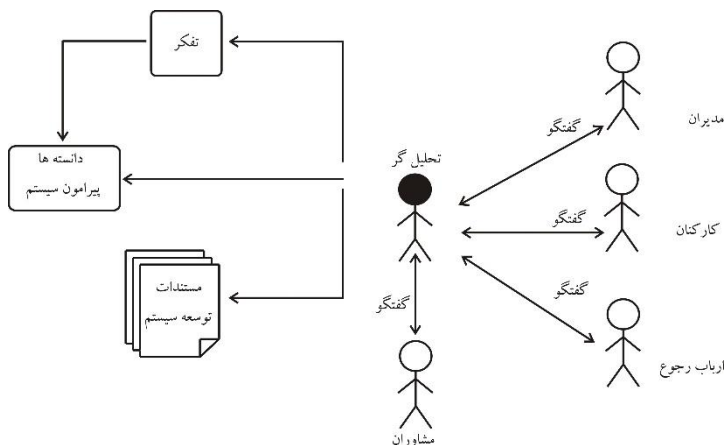 تفکر
مدیران
گفتگو
دانسته ها
پیرامون سیستم
تحلیل گر
کارکنان
گفتگو
مستندات
توسعه سیستم
گفتگو
گفتگو
ارباب رجوع
مشاوران